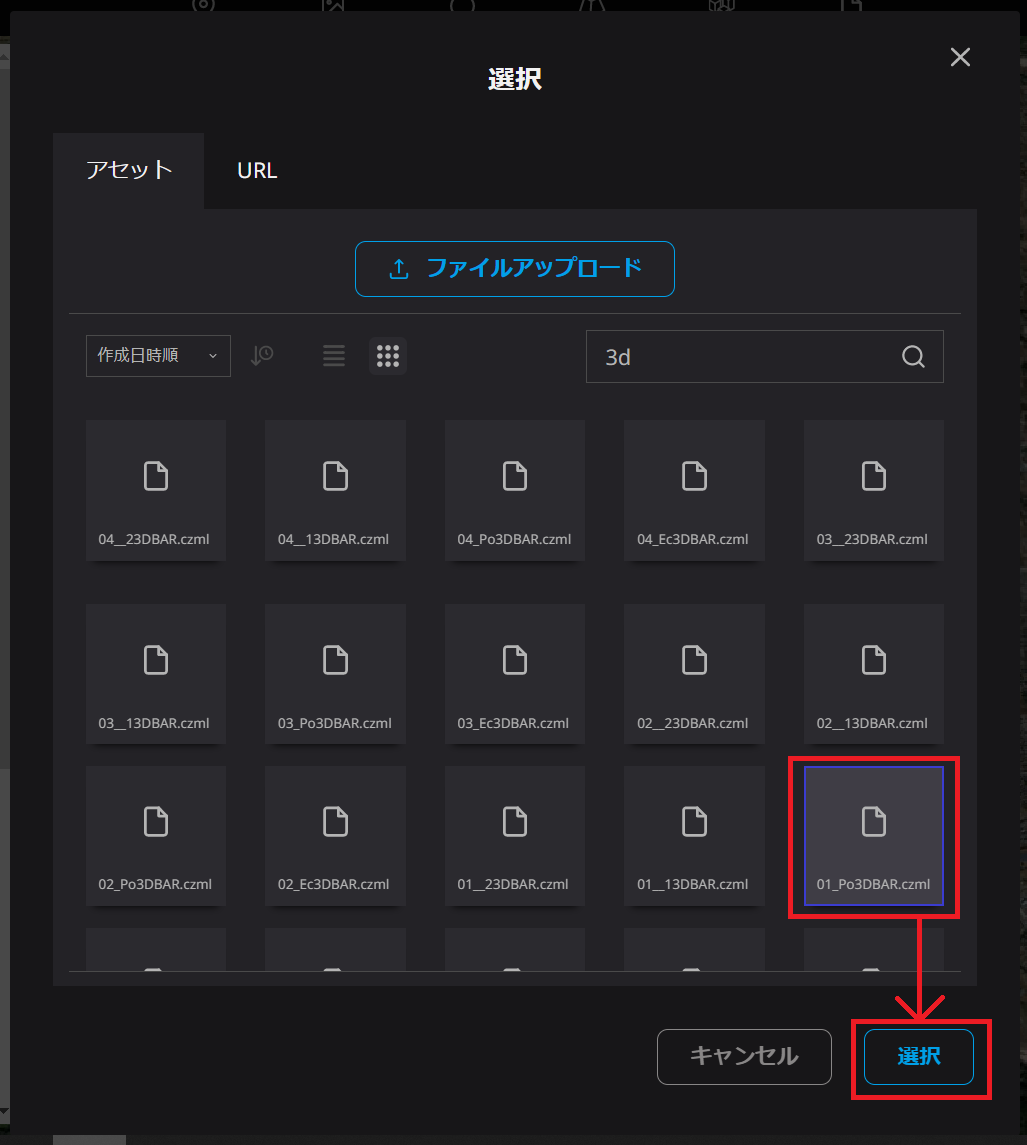 選択
アセット URL
ファイルアップロード
作成日時順 3d
04__23DBAR.czml 04__13DBAR.czml 04_Po3DBAR.czml 04_Ec3DBAR.czml 03__23DBAR.czml
03__13DBAR.czml 03_Po3DBAR.czml 03_Ec3DBAR.czml 02__23DBAR.czml 02__13DBAR.czml
02_Po3DBAR.czml 02_Ec3DBAR.czml 01__23DBAR.czml 01__13DBAR.czml 01_Po3DBAR.czml
キャンセル 選択